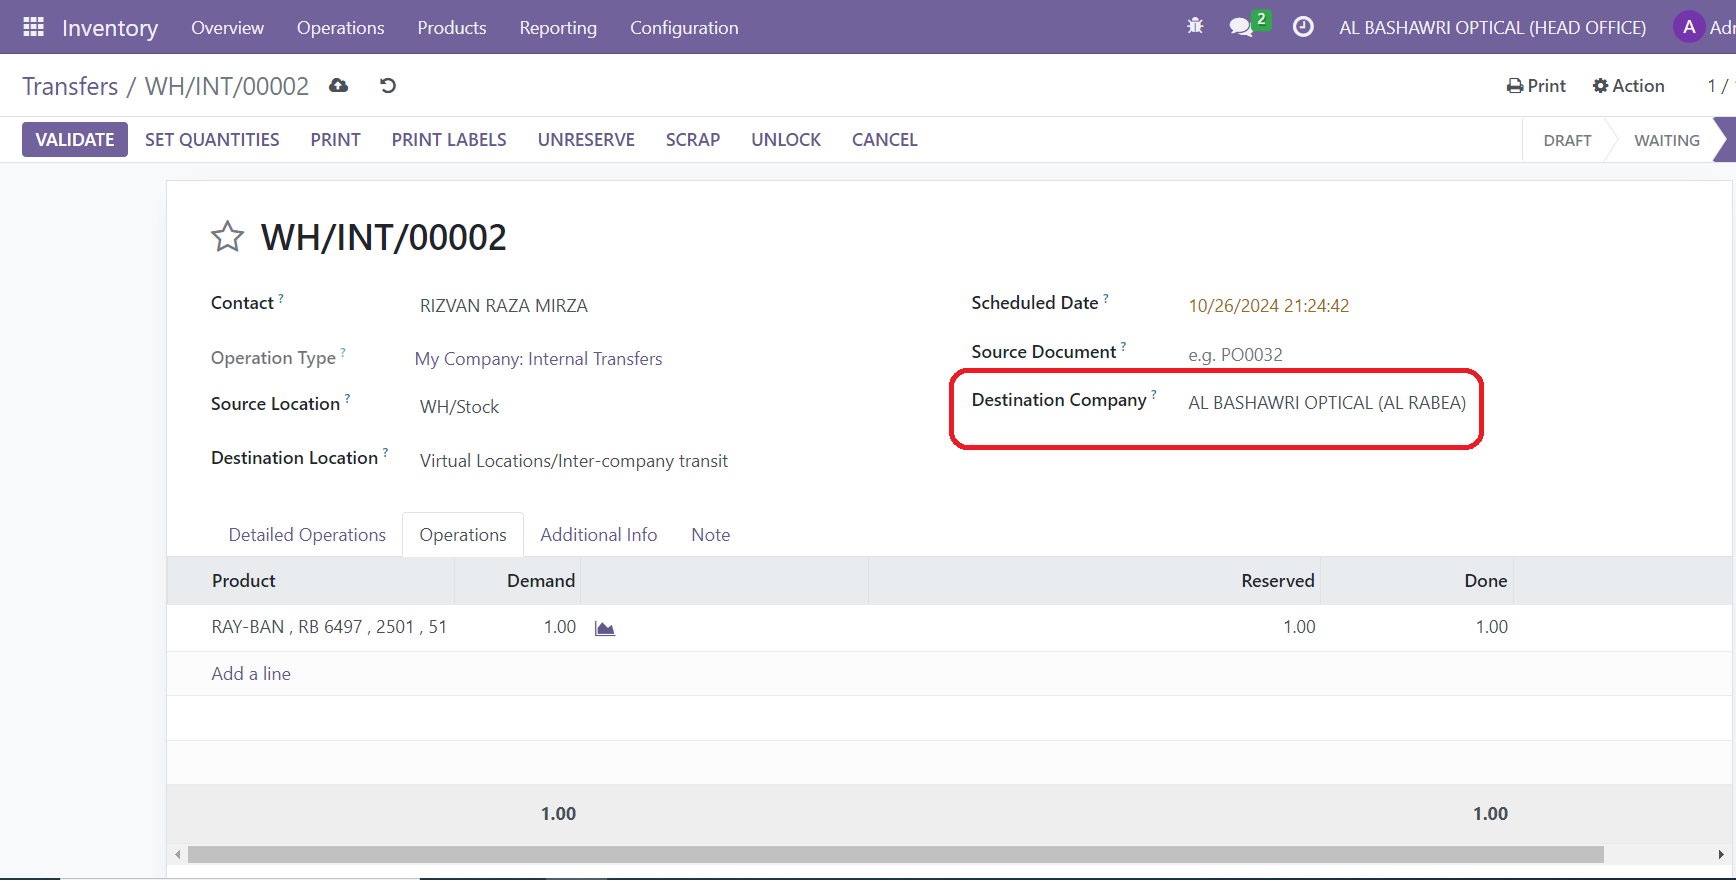 Inventory Overview Operations Products Reporting Configuration 2 AL BASHAWRI OPTICAL (HEAD OFFICE) A
Transfers / WH/INT/00002 Print Action 1 /
VALIDATE SET QUANTITIES PRINT PRINT LABELS UNRESERVE SCRAP UNLOCK CANCEL DRAFT WAITING
WH/INT/00002
Contact ? RIZVAN RAZA MIRZA Scheduled Date ? 10/26/2024 21:24:42
Operation Type ? My Company: Internal Transfers Source Document ? e.g. PO0032
Source Location ? WH/Stock Destination Company ? AL BASHAWRI OPTICAL (AL RABEA)
Destination Location ? Virtual Locations/Inter-company transit
Detailed Operations Operations Additional Info Note
Product Demand Reserved Done
RAY-BAN , RB 6497 , 2501 , 51 1.00 1.00 1.00
Add a line
1.00 1.00